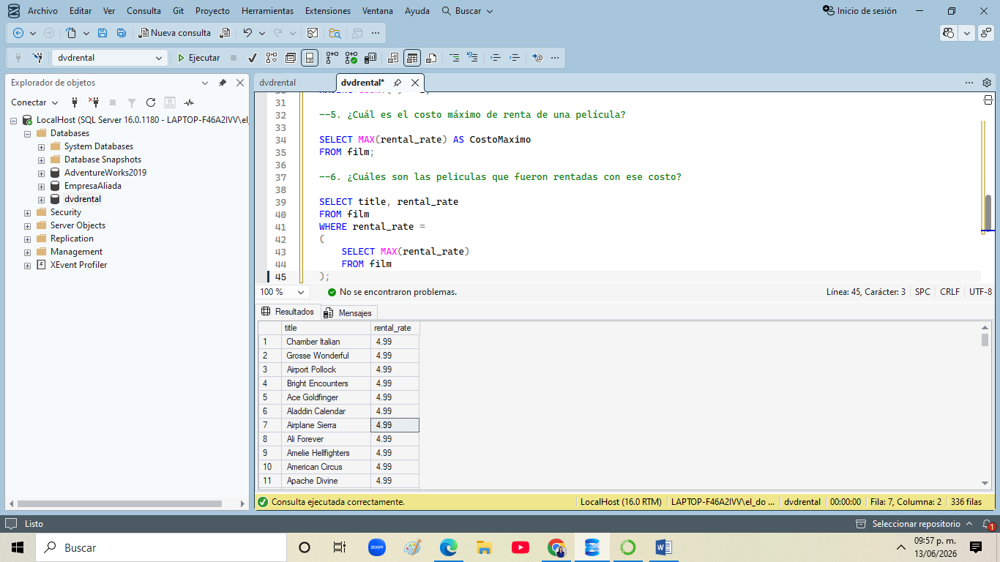 Archivo Editar Ver Consulta Git Proyecto Herramientas Extensiones Ventana Ayuda Buscar Inicio de sesión
Nueva consulta
dvdrental Ejecutar
Explorador de objetos
Conectar
LocalHost (SQL Server 16.0.1180 - LAPTOP-F46A2IVV\el_
Databases
System Databases
Database Snapshots
AdventureWorks2019
EmpresaAliada
dvdrental
Security
Server Objects
Replication
Management
XEvent Profiler
dvdrental dvdrental*
31
32 --5. ¿Cuál es el costo máximo de renta de una película?
33
34 SELECT MAX(rental_rate) AS CostoMaximo
35 FROM film;
36
37 --6. ¿Cuáles son las peliculas que fueron rentadas con ese costo?
38
39 SELECT title, rental_rate
40 FROM film
41 WHERE rental_rate =
42 (
43 SELECT MAX(rental_rate)
44 FROM film
45 );
100 % No se encontraron problemas. Línea: 45, Carácter: 3 SPC CRLF UTF-8
Resultados Mensajes
title rental_rate
1 Chamber Italian 4.99
2 Grosse Wonderful 4.99
3 Airport Pollock 4.99
4 Bright Encounters 4.99
5 Ace Goldfinger 4.99
6 Aladdin Calendar 4.99
7 Airplane Sierra 4.99
8 Ali Forever 4.99
9 Amelie Hellfighters 4.99
10 American Circus 4.99
11 Apache Divine 4.99
Consulta ejecutada correctamente. LocalHost (16.0 RTM) LAPTOP-F46A2IVV\el_do ... dvdrental 00:00:00 Fila: 7, Columna: 2 336 filas
Listo Seleccionar repositorio 1
Buscar zoom 09:57 p. m.
13/06/2026